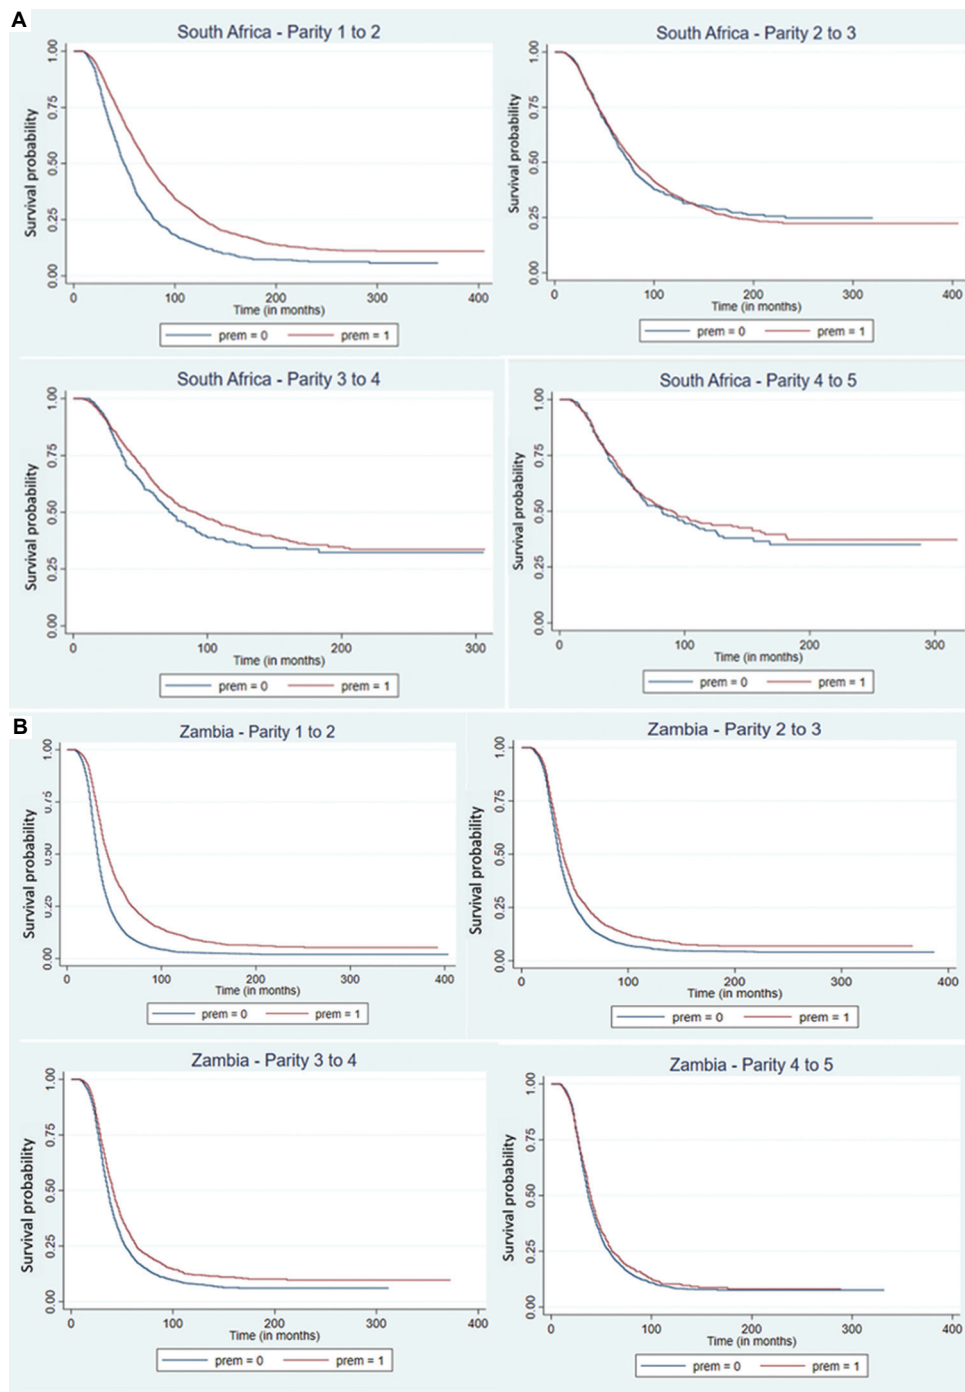 A
South Africa - Parity 1 to 2
Survival probability
1.00
0.75
0.50
0.25
0.00
0 100 200 300 400
Time (in months)
prem = 0 prem = 1
South Africa - Parity 2 to 3
Survival probability
1.00
0.75
0.50
0.25
0.00
0 100 200 300 400
Time (in months)
prem = 0 prem = 1
South Africa - Parity 3 to 4
Survival probability
1.00
0.75
0.50
0.25
0.00
0 100 200 300
Time (in months)
prem = 0 prem = 1
South Africa - Parity 4 to 5
Survival probability
1.00
0.75
0.50
0.25
0.00
0 100 200 300
Time (in months)
prem = 0 prem = 1
B
Zambia - Parity 1 to 2
Survival probability
1.00
0.75
0.50
0.25
0.00
0 100 200 300 400
Time (in months)
prem = 0 prem = 1
Zambia - Parity 2 to 3
Survival probability
1.00
0.75
0.50
0.25
0.00
0 100 200 300 400
Time (in months)
prem = 0 prem = 1
Zambia - Parity 3 to 4
Survival probability
1.00
0.75
0.50
0.25
0.00
0 100 200 300 400
Time (in months)
prem = 0 prem = 1
Zambia - Parity 4 to 5
Survival probability
1.00
0.75
0.50
0.25
0.00
0 100 200 300 400
Time (in months)
prem = 0 prem = 1